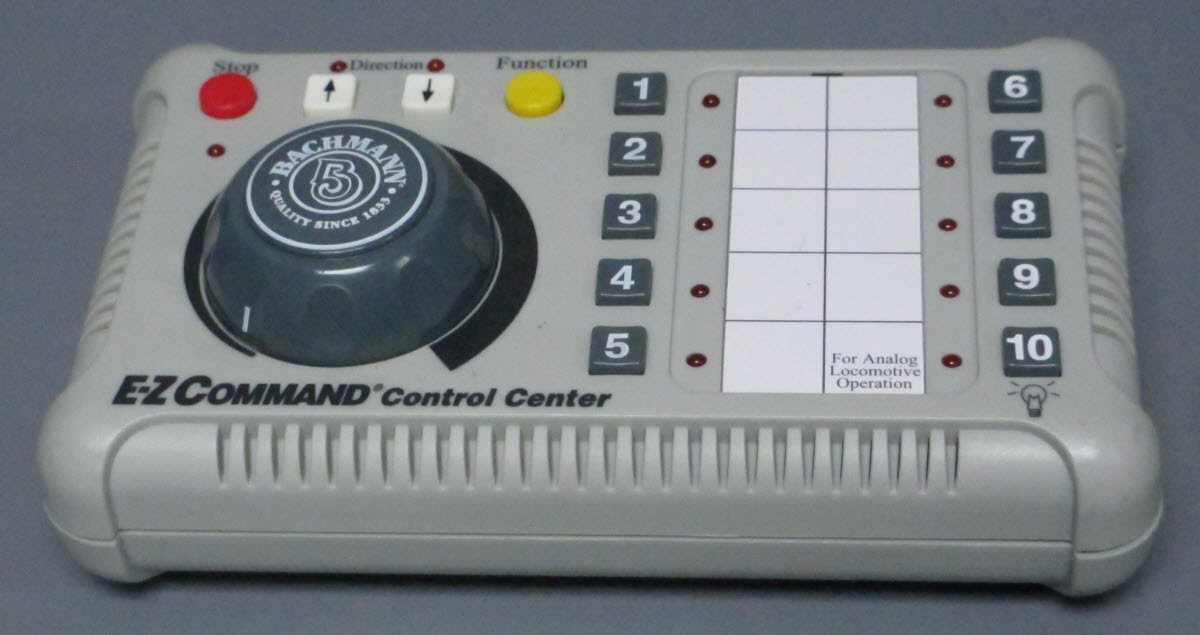 Stop
Direction
↑ ↓
Function
BACHMANN
B
QUALITY SINCE 1833
1
2
3
4
5
6
7
8
9
10
For Analog
Locomotive
Operation
E-Z COMMAND® Control Center